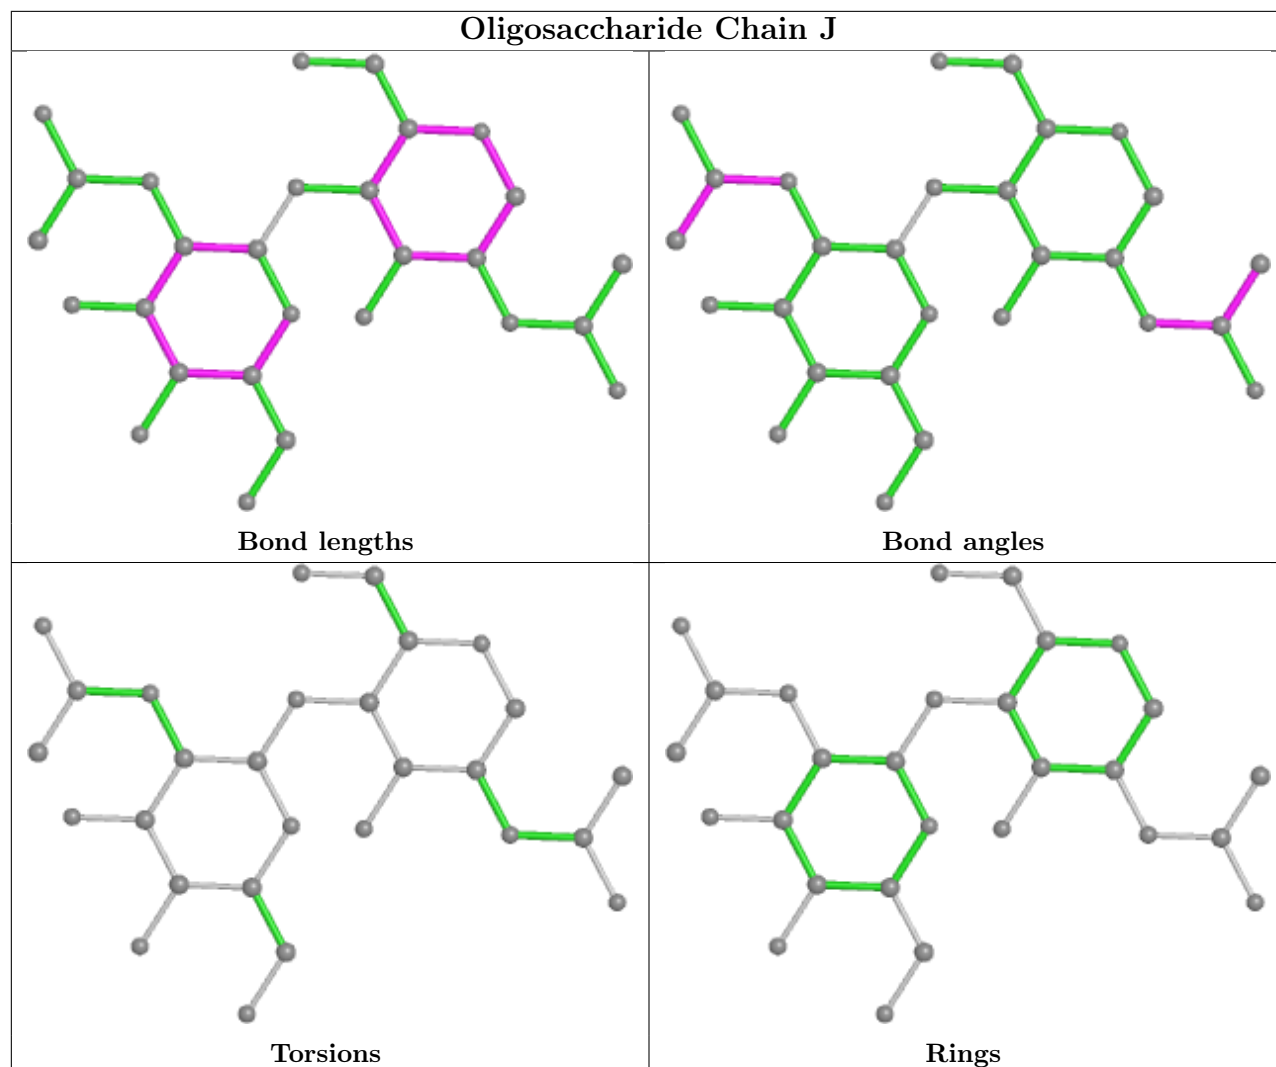 Oligosaccharide Chain J
Bond lengths
Bond angles
Torsions
Rings